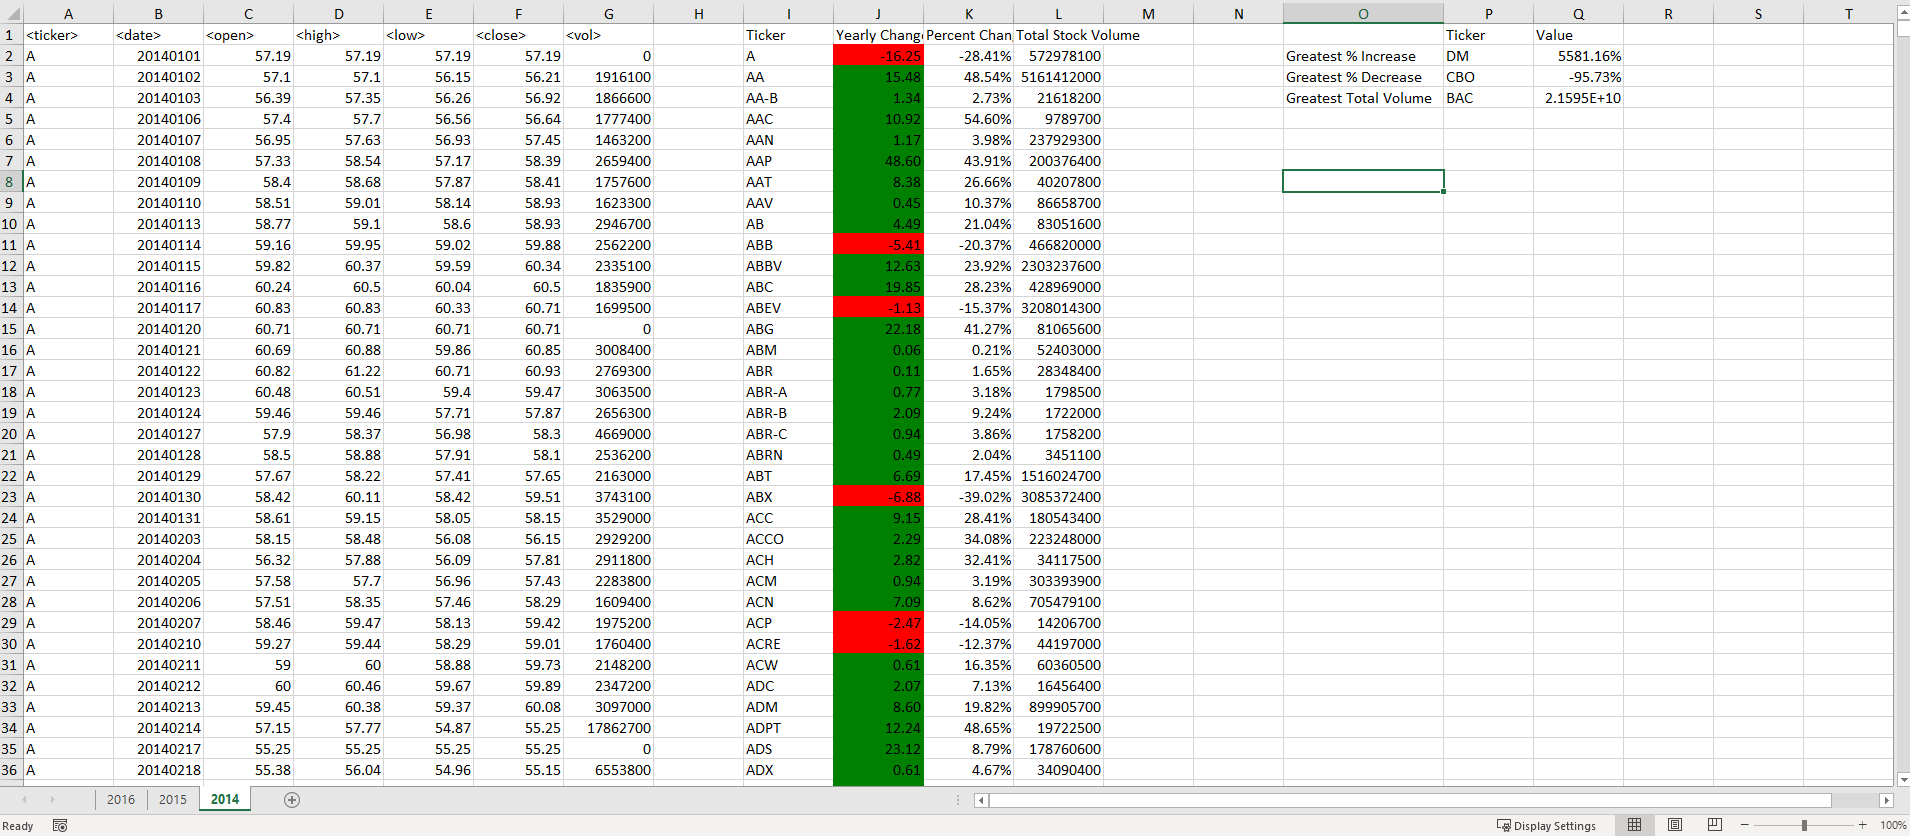 A B C D E F G H I J K L M N O P Q R S T
1 <ticker> <date> <open> <high> <low> <close> <vol> Ticker Yearly Chang Percent Chan Total Stock Volume Ticker Value
2 A 20140101 57.19 57.19 57.19 57.19 0 A -16.25 -28.41% 572978100 Greatest % Increase DM 5581.16%
3 A 20140102 57.1 57.1 56.15 56.21 1916100 AA 15.48 48.54% 5161412000 Greatest % Decrease CBO -95.73%
4 A 20140103 56.39 57.35 56.26 56.92 1866600 AA-B 1.34 2.73% 21618200 Greatest Total Volume BAC 2.1595E+10
5 A 20140106 57.4 57.7 56.56 56.64 1777400 AAC 10.92 54.60% 9789700
6 A 20140107 56.95 57.63 56.93 57.45 1463200 AAN 1.17 3.98% 237929300
7 A 20140108 57.33 58.54 57.17 58.39 2659400 AAP 48.60 43.91% 200376400
8 A 20140109 58.4 58.68 57.87 58.41 1757600 AAT 8.38 26.66% 40207800
9 A 20140110 58.51 59.01 58.14 58.93 1623300 AAV 0.45 10.37% 86658700
10 A 20140113 58.77 59.1 58.6 58.93 2946700 AB 4.49 21.04% 83051600
11 A 20140114 59.16 59.95 59.02 59.88 2562200 ABB -5.41 -20.37% 466820000
12 A 20140115 59.82 60.37 59.59 60.34 2335100 ABBV 12.63 23.92% 2303237600
13 A 20140116 60.24 60.5 60.04 60.5 1835900 ABC 19.85 28.23% 428969000
14 A 20140117 60.83 60.83 60.33 60.71 1699500 ABEV -1.13 -15.37% 3208014300
15 A 20140120 60.71 60.71 60.71 60.71 0 ABG 22.18 41.27% 81065600
16 A 20140121 60.69 60.88 59.86 60.85 3008400 ABM 0.06 0.21% 52403000
17 A 20140122 60.82 61.22 60.71 60.93 2769300 ABR 0.11 1.65% 28348400
18 A 20140123 60.48 60.51 59.4 59.47 3063500 ABR-A 0.77 3.18% 1798500
19 A 20140124 59.46 59.46 57.71 57.87 2656300 ABR-B 2.09 9.24% 1722000
20 A 20140127 57.9 58.37 56.98 58.3 4669000 ABR-C 0.94 3.86% 1758200
21 A 20140128 58.5 58.88 57.91 58.1 2536200 ABRN 0.49 2.04% 3451100
22 A 20140129 57.67 58.22 57.41 57.65 2163000 ABT 6.69 17.45% 1516024700
23 A 20140130 58.42 60.11 58.42 59.51 3743100 ABX -6.88 -39.02% 3085372400
24 A 20140131 58.61 59.15 58.05 58.15 3529000 ACC 9.15 28.41% 180543400
25 A 20140203 58.15 58.48 56.08 56.15 2929200 ACCO 2.29 34.08% 223248000
26 A 20140204 56.32 57.88 56.09 57.81 2911800 ACH 2.82 32.41% 34117500
27 A 20140205 57.58 57.7 56.96 57.43 2283800 ACM 0.94 3.19% 303393900
28 A 20140206 57.51 58.35 57.46 58.29 1609400 ACN 7.09 8.62% 705479100
29 A 20140207 58.46 59.47 58.13 59.42 1975200 ACP -2.47 -14.05% 14206700
30 A 20140210 59.27 59.44 58.29 59.01 1760400 ACRE -1.62 -12.37% 44197000
31 A 20140211 59 60 58.88 59.73 2148200 ACW 0.61 16.35% 60360500
32 A 20140212 60 60.46 59.67 59.89 2347200 ADC 2.07 7.13% 16456400
33 A 20140213 59.45 60.38 59.37 60.08 3097000 ADM 8.60 19.82% 899905700
34 A 20140214 57.15 57.77 54.87 55.25 17862700 ADPT 12.24 48.65% 19722500
35 A 20140217 55.25 55.25 55.25 55.25 0 ADS 23.12 8.79% 178760600
36 A 20140218 55.38 56.04 54.96 55.15 6553800 ADX 0.61 4.67% 34090400
2016 2015 2014
Ready Display Settings 100%